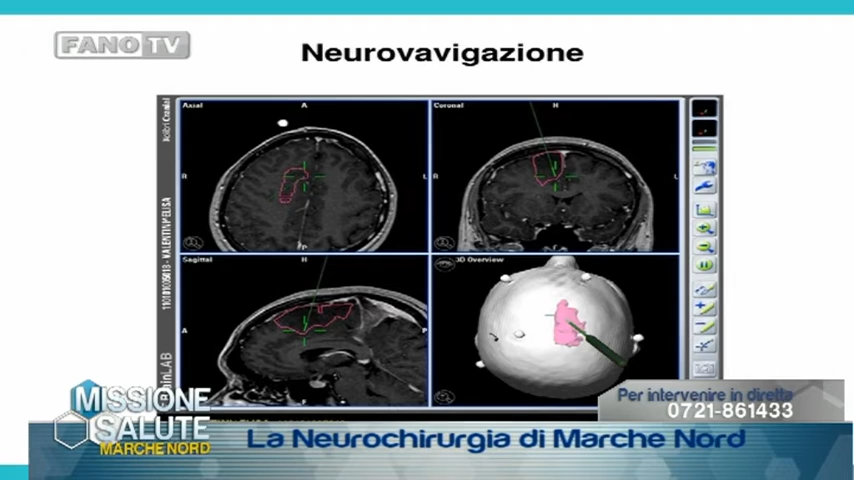 FANO TV
Neurovavigazione
Axial
A
R
L
Coronal
H
R
L
Sagittal
H
A
P
3D Overview
MISSIONE
SALUTE
MARCHE NORD
Per intervenire in diretta
0721-861433
La Neurochirurgia di Marche Nord